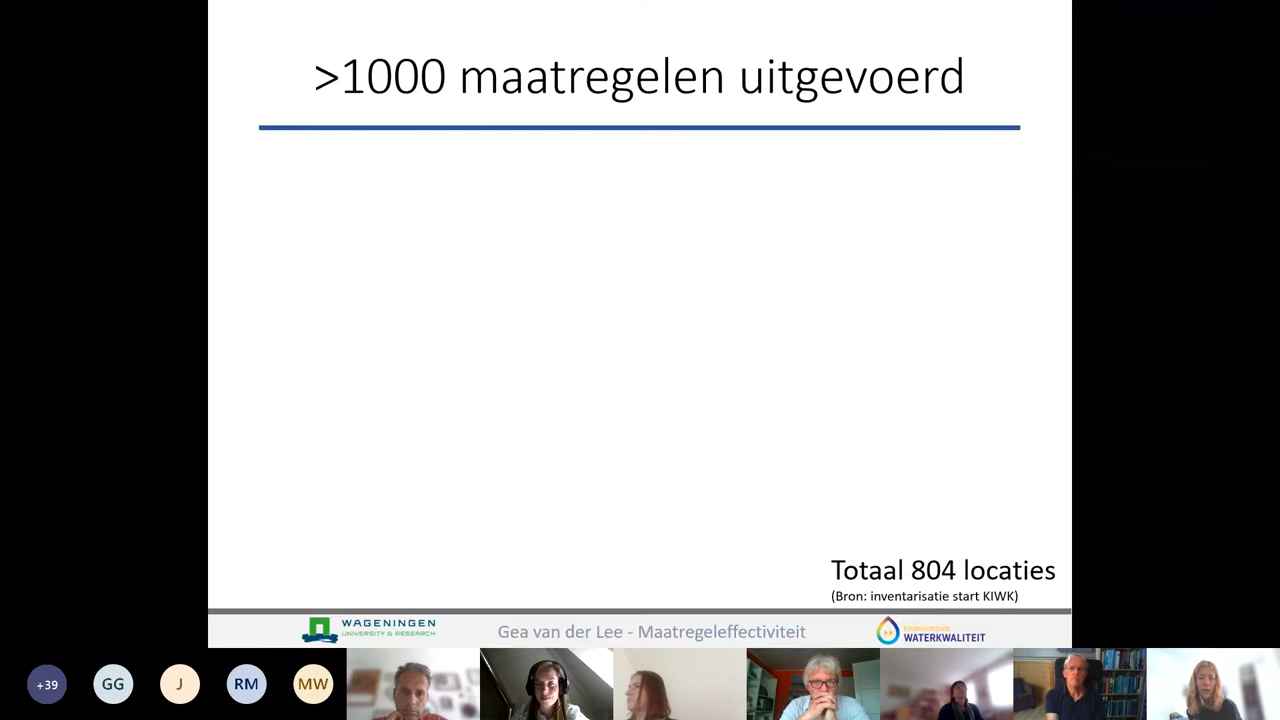 >1000 maatregelen uitgevoerd
Totaal 804 locaties
(Bron: inventarisatie start KIWK)
WAGENINGEN
UNIVERSITY & RESEARCH
Gea van der Lee - Maatregeleffectiviteit
Kennisimpuls
WATERKWALITEIT
+39
GG
J
RM
MW